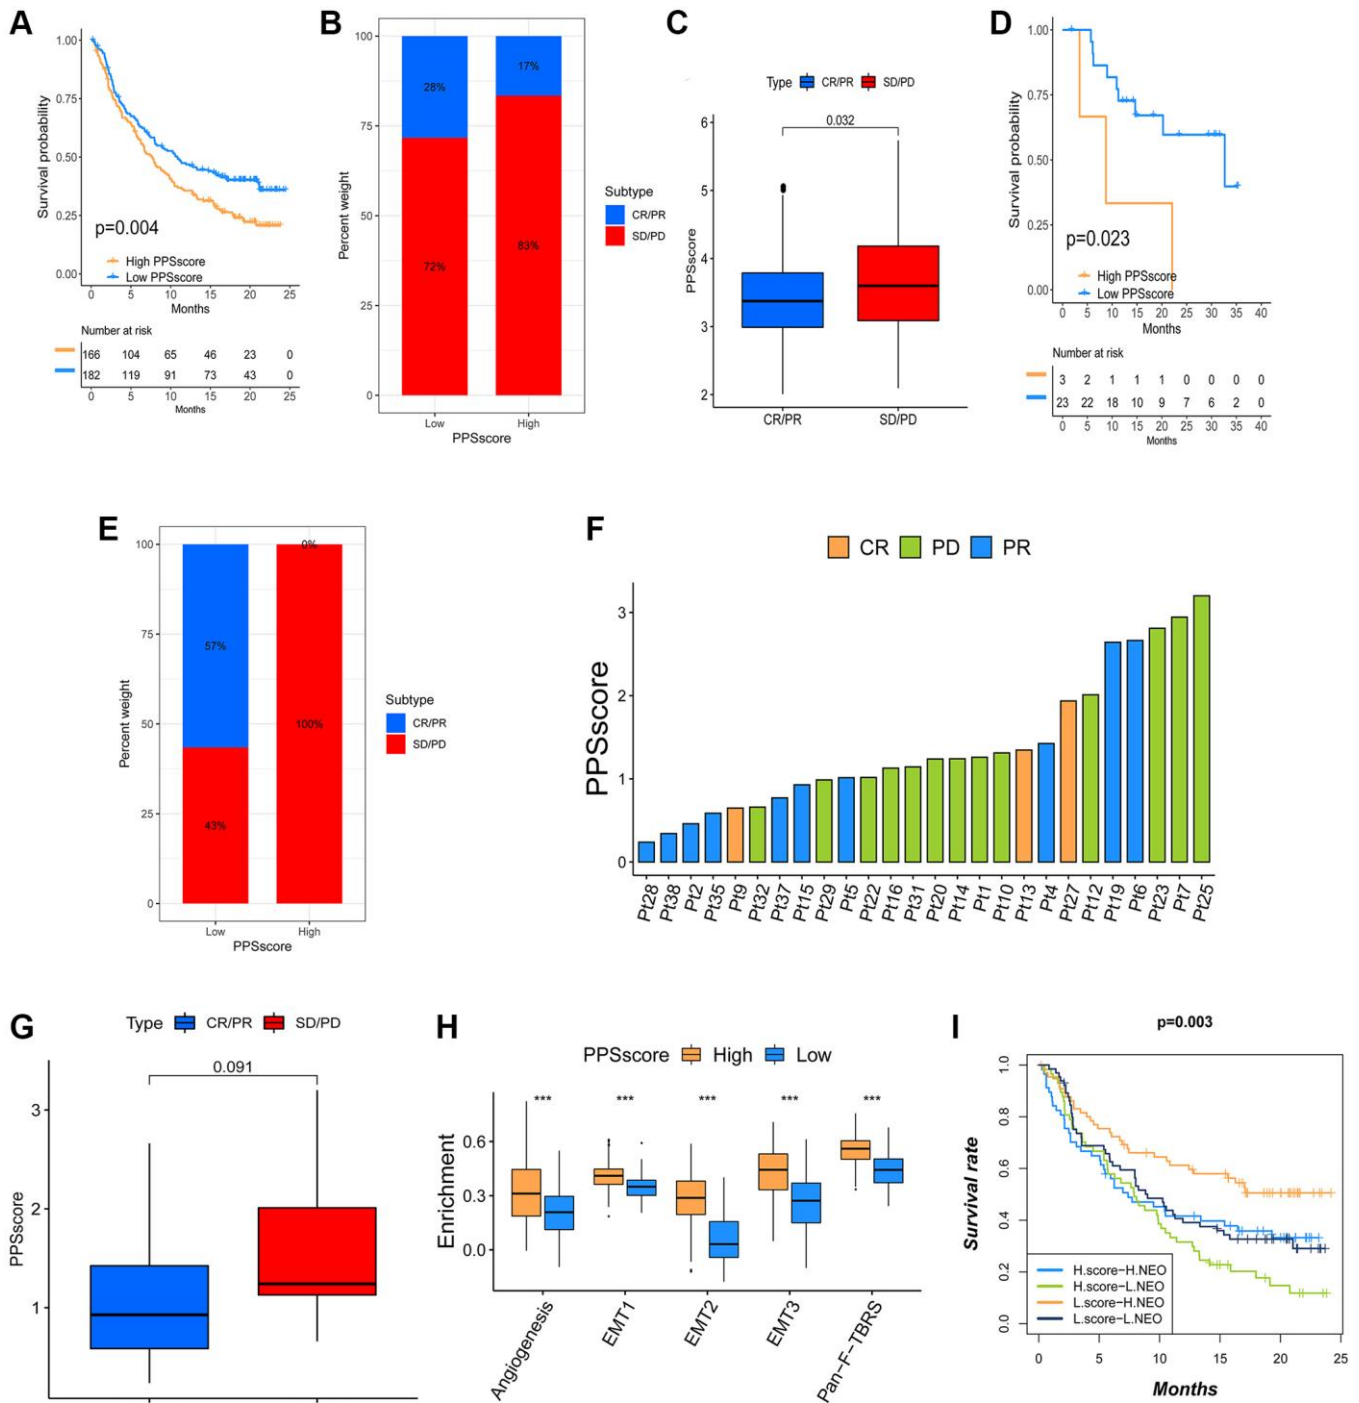 A
1.00
0.75
0.50
0.25
0.00
Survival probability
p=0.004
High PPSscore
Low PPSscore
0 5 10 15 20 25
Months
Number at risk
166 104 65 46 23 0
182 119 91 73 43 0
0 5 10 15 20 25
Months
B
100
75
50
25
0
Percent weight
28%
17%
72%
83%
Low High
PPSscore
Subtype
CR/PR
SD/PD
C
Type CR/PR SD/PD
0.032
6
5
4
3
2
PPSscore
CR/PR SD/PD
D
1.00
0.75
0.50
0.25
0.00
Survival probability
p=0.023
High PPSscore
Low PPSscore
0 5 10 15 20 25 30 35 40
Months
Number at risk
3 2 1 1 1 0 0 0 0
23 22 18 10 9 7 6 2 0
0 5 10 15 20 25 30 35 40
Months
E
100
75
50
25
0
Percent weight
0%
57%
100%
43%
Low High
PPSscore
Subtype
CR/PR
SD/PD
F
CR PD PR
3
2
1
0
PPSscore
Pt28 Pt38 Pt2 Pt35 Pt9 Pt32 Pt37 Pt15 Pt29 Pt5 Pt22 Pt16 Pt31 Pt20 Pt14 Pt1 Pt10 Pt13 Pt4 Pt27 Pt12 Pt19 Pt6 Pt23 Pt7 Pt25
G
Type CR/PR SD/PD
0.091
3
2
1
PPSscore
H
PPSscore High Low
*** *** *** *** ***
0.6
0.3
0.0
Enrichment
Angiogenesis EMT1 EMT2 EMT3 Pan-F-TBRS
I
p=0.003
1.0
0.8
0.6
0.4
0.2
0.0
Survival rate
H.score-H.NEO
H.score-L.NEO
L.score-H.NEO
L.score-L.NEO
0 5 10 15 20 25
Months